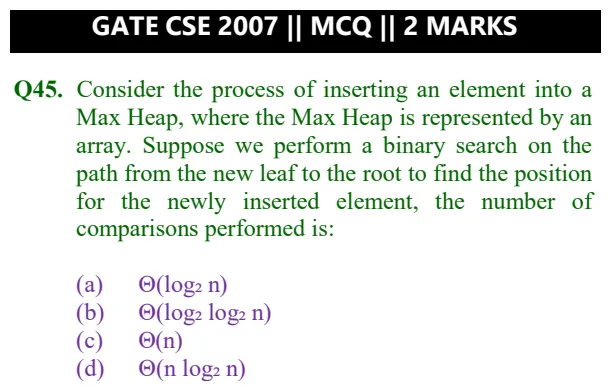 GATE CSE 2007 || MCQ || 2 MARKS
Q45. Consider the process of inserting an element into a
Max Heap, where the Max Heap is represented by an
array. Suppose we perform a binary search on the
path from the new leaf to the root to find the position
for the newly inserted element, the number of
comparisons performed is:
(a) Θ(log₂ n)
(b) Θ(log₂ log₂ n)
(c) Θ(n)
(d) Θ(n log₂ n)